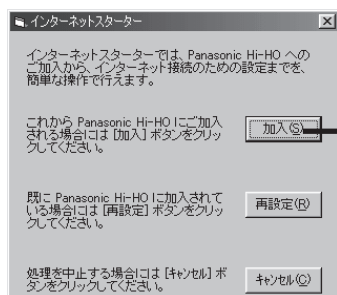 インターネットスターター
インターネットスターターでは、Panasonic Hi-HO への
ご加入から、インターネット接続のための設定までを、
簡単な操作で行えます。
これから Panasonic Hi-HO にご加入
される場合には [加入] ボタンをクリッ
クしてください。
加入(S)
既に Panasonic Hi-HO に加入されて
いる場合には [再設定] ボタンをクリッ
クしてください。
再設定(R)
処理を中止する場合には [キャンセル] ボ
タンをクリックしてください。
キャンセル(C)